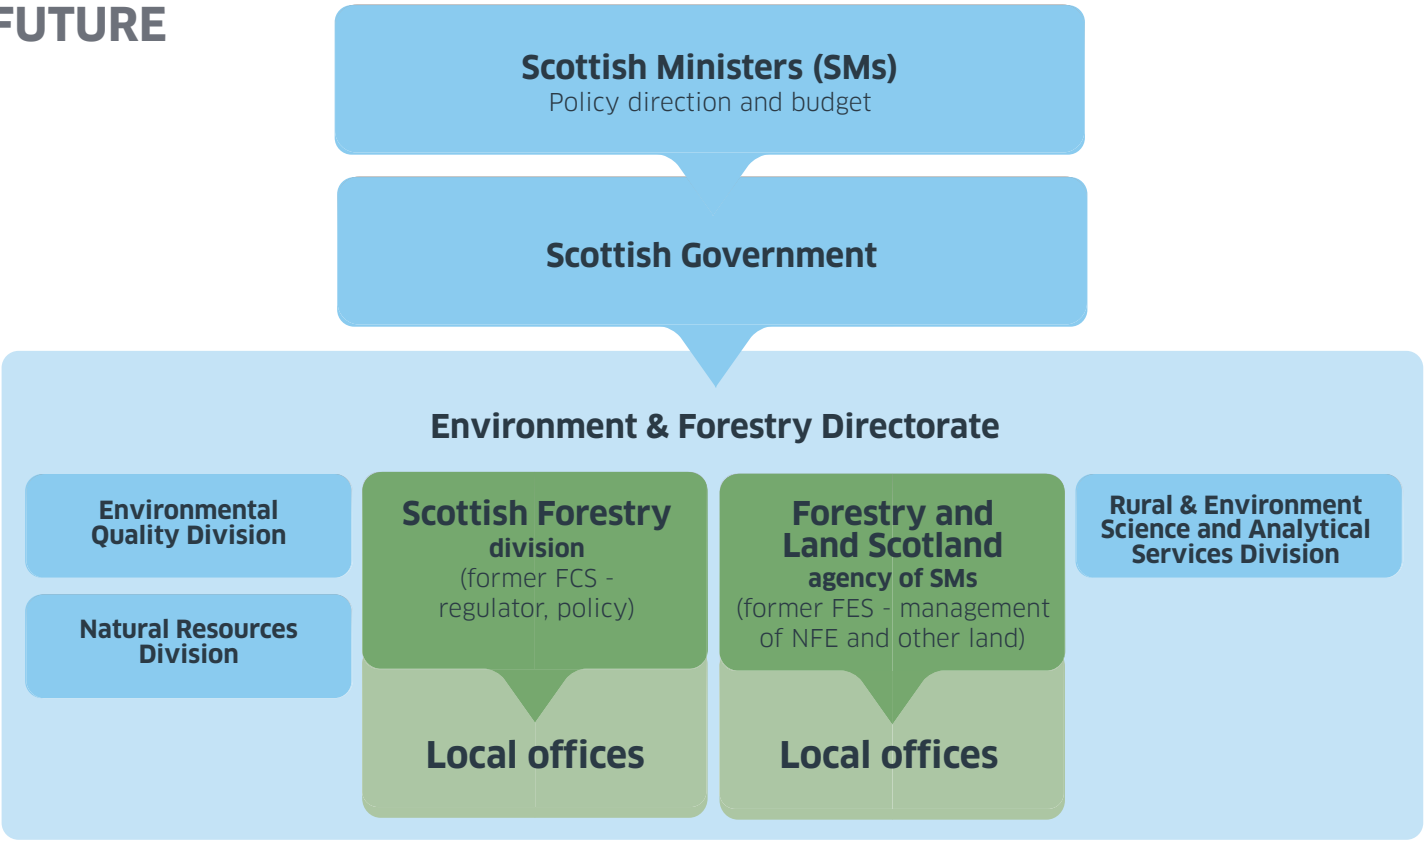 FUTURE
Scottish Ministers (SMs)
Policy direction and budget
Scottish Government
Environment & Forestry Directorate
Environmental
Quality Division
Natural Resources
Division
Scottish Forestry
division
(former FCS -
regulator, policy)
Local offices
Forestry and
Land Scotland
agency of SMs
(former FES - management
of NFE and other land)
Local offices
Rural & Environment
Science and Analytical
Services Division